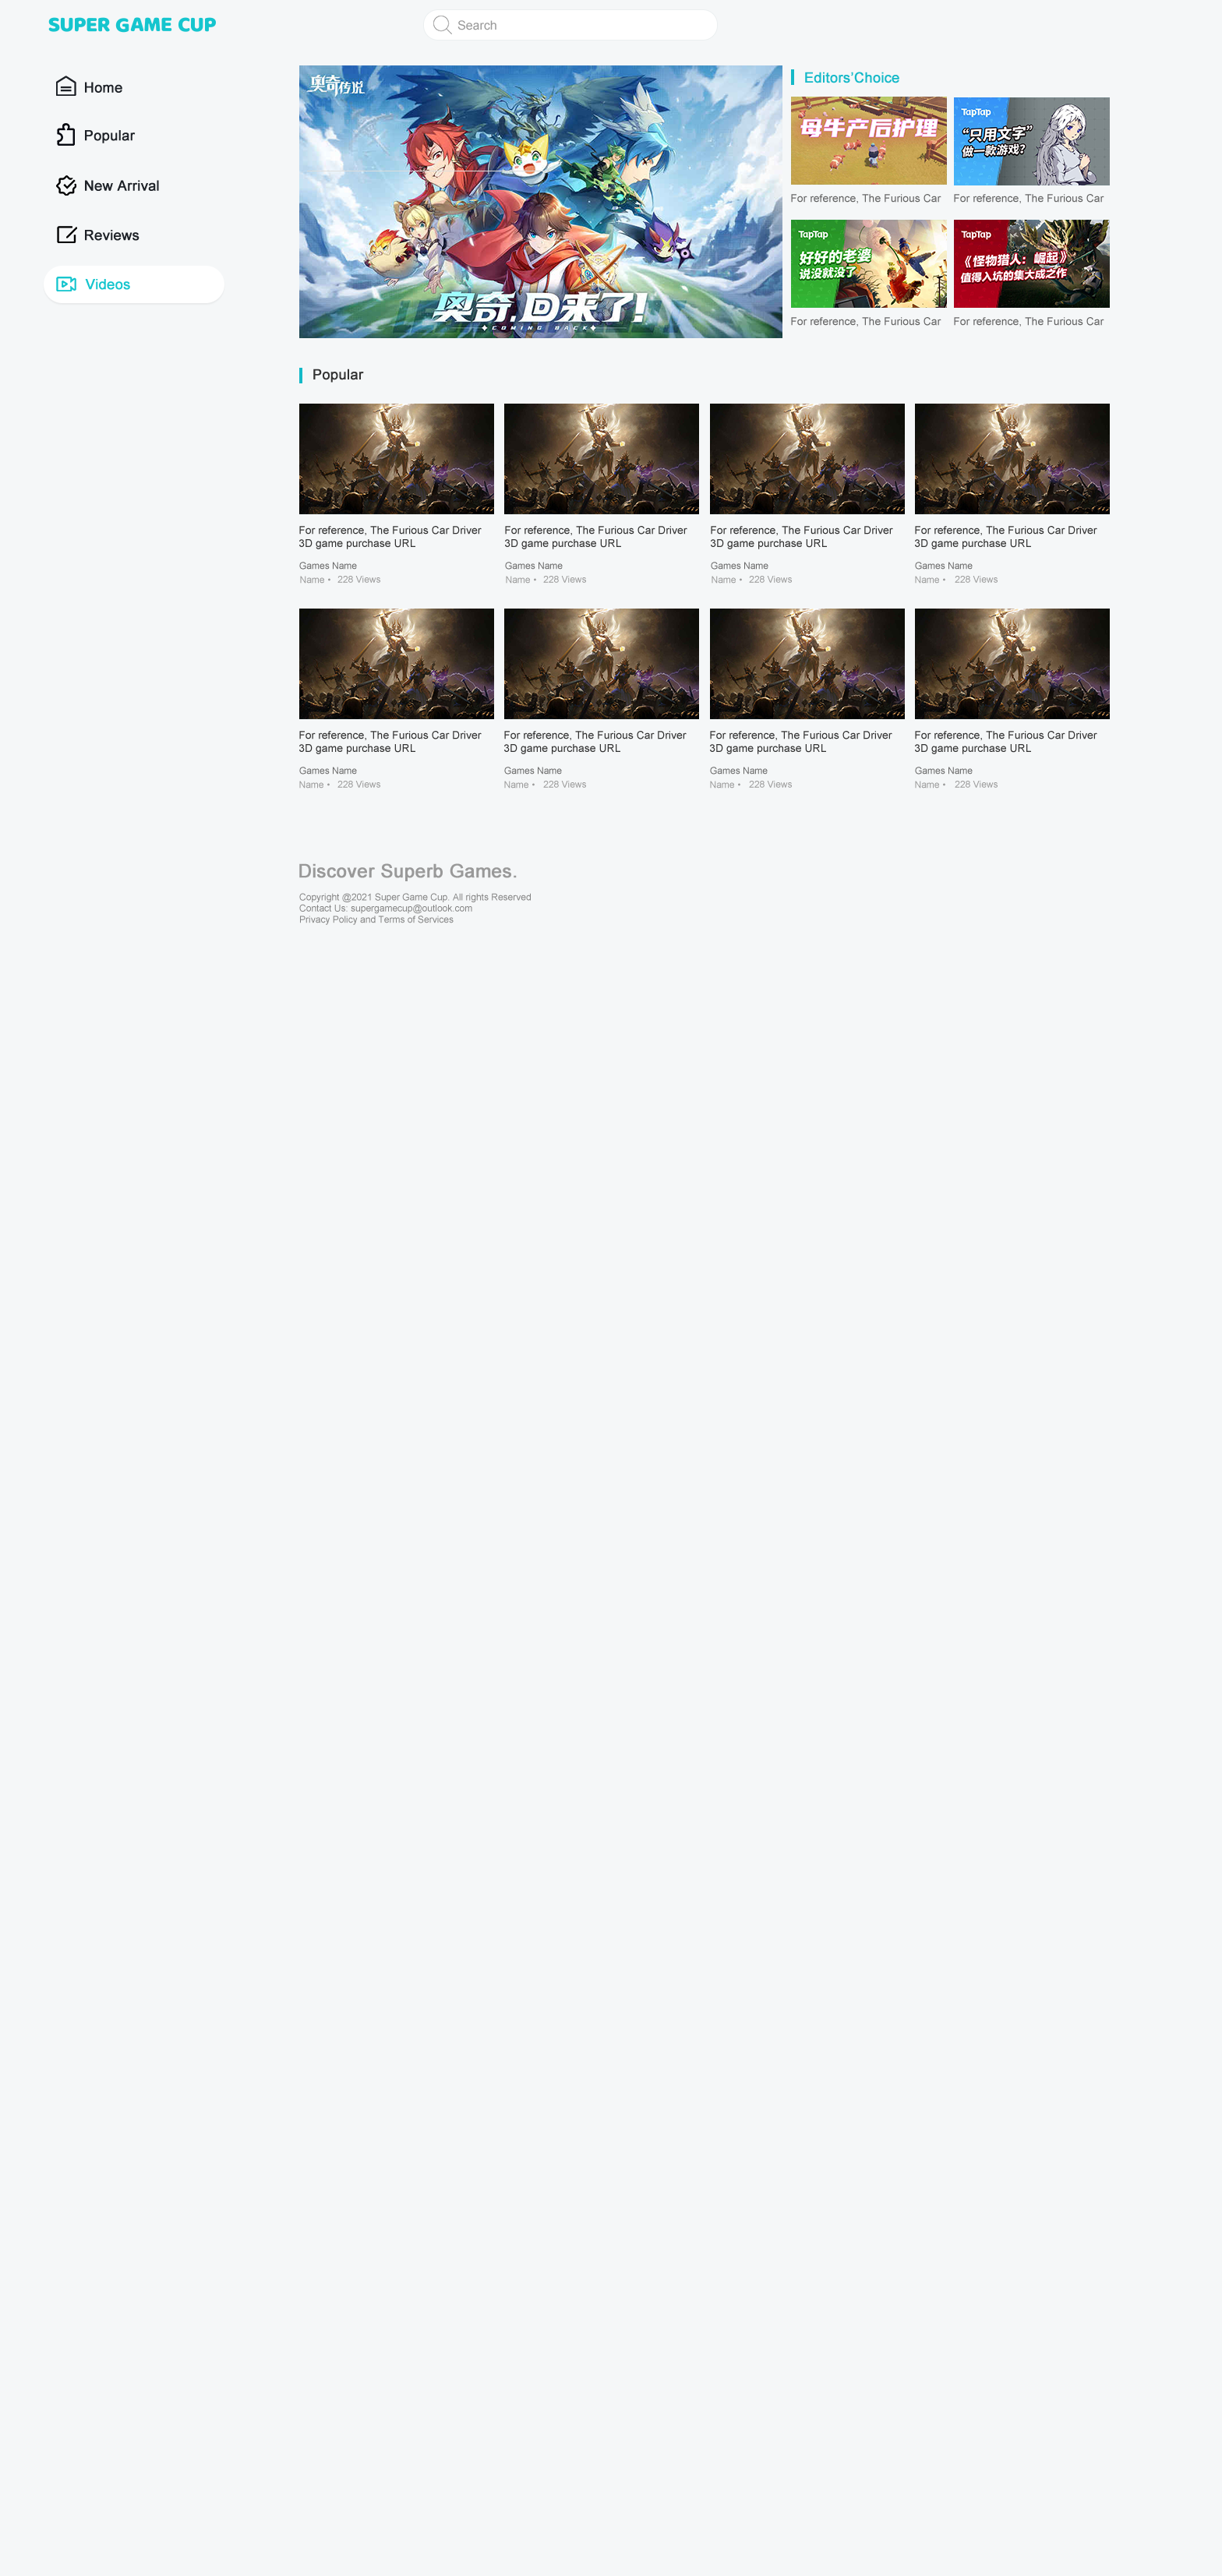 SUPER GAME CUP
Search
Home
Popular
New Arrival
Reviews
Videos
奥奇传说
奥奇,回来了!
COMING BACK
Editors'Choice
母牛产后护理
For reference, The Furious Car
TapTap
“只用文字”
做一款游戏?
For reference, The Furious Car
TapTap
好好的老婆
说没就没了
For reference, The Furious Car
TapTap
《怪物猎人：崛起》
值得入坑的集大成之作
For reference, The Furious Car
Popular
For reference, The Furious Car Driver
3D game purchase URL
Games Name
Name • 228 Views
For reference, The Furious Car Driver
3D game purchase URL
Games Name
Name • 228 Views
For reference, The Furious Car Driver
3D game purchase URL
Games Name
Name • 228 Views
For reference, The Furious Car Driver
3D game purchase URL
Games Name
Name • 228 Views
For reference, The Furious Car Driver
3D game purchase URL
Games Name
Name • 228 Views
For reference, The Furious Car Driver
3D game purchase URL
Games Name
Name • 228 Views
For reference, The Furious Car Driver
3D game purchase URL
Games Name
Name • 228 Views
For reference, The Furious Car Driver
3D game purchase URL
Games Name
Name • 228 Views
Discover Superb Games.
Copyright @2021 Super Game Cup. All rights Reserved
Contact Us: supergamecup@outlook.com
Privacy Policy and Terms of Services